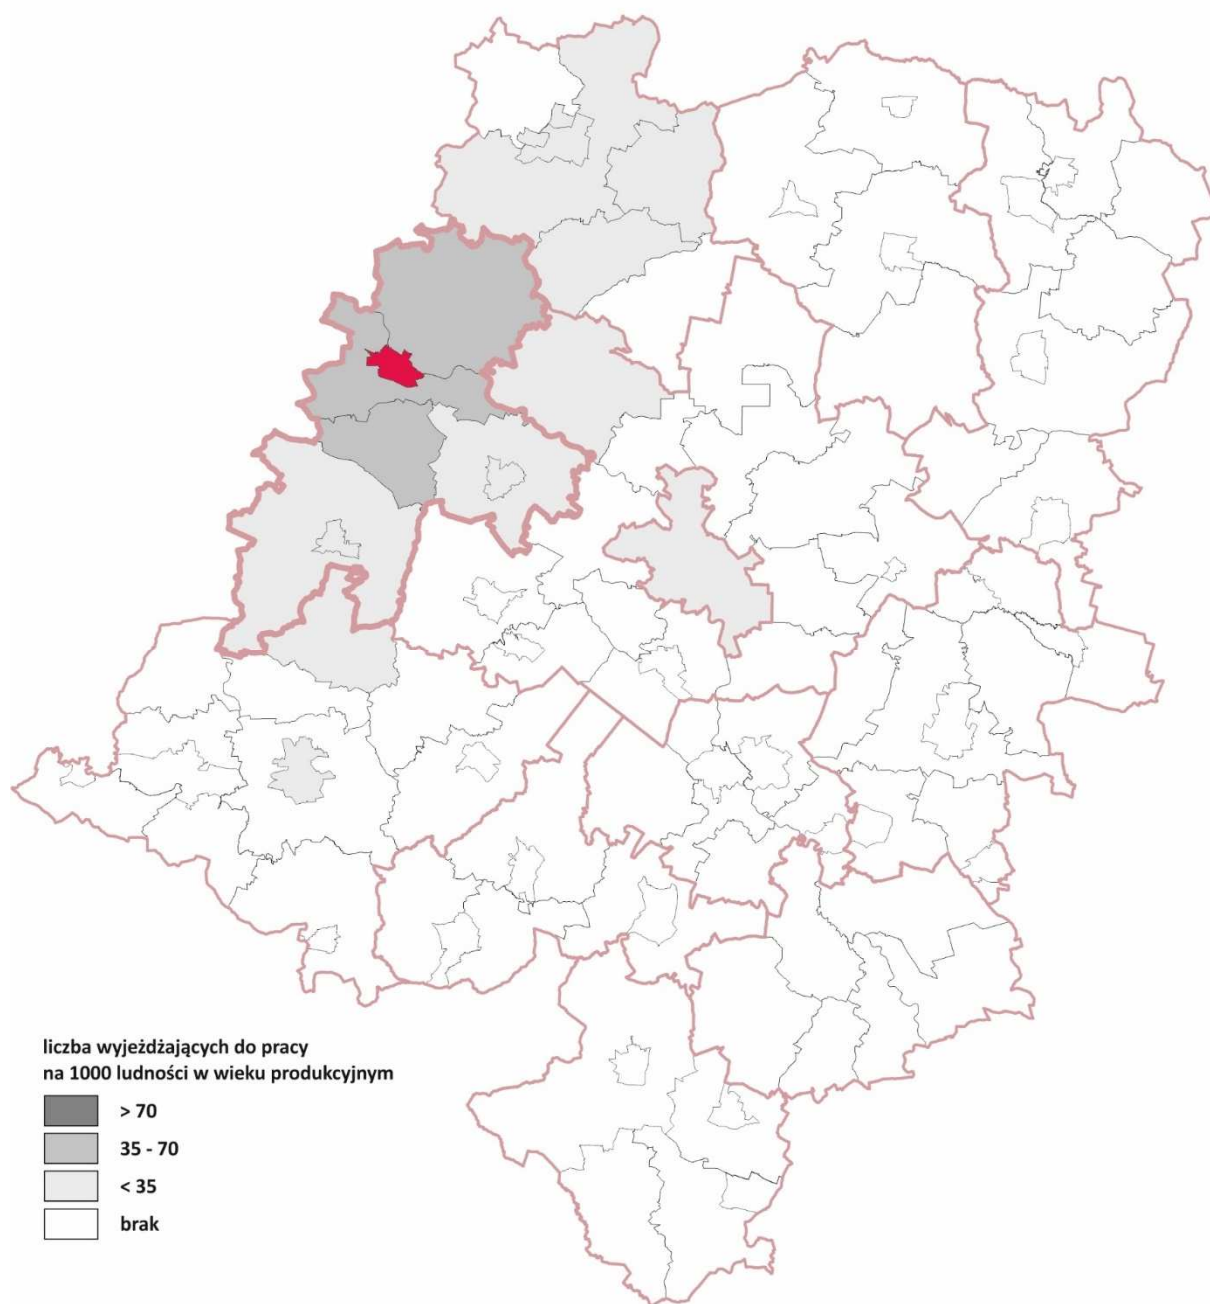 liczba wyjeżdżających do pracy
na 1000 ludności w wieku produkcyjnym
> 70
35 - 70
< 35
brak